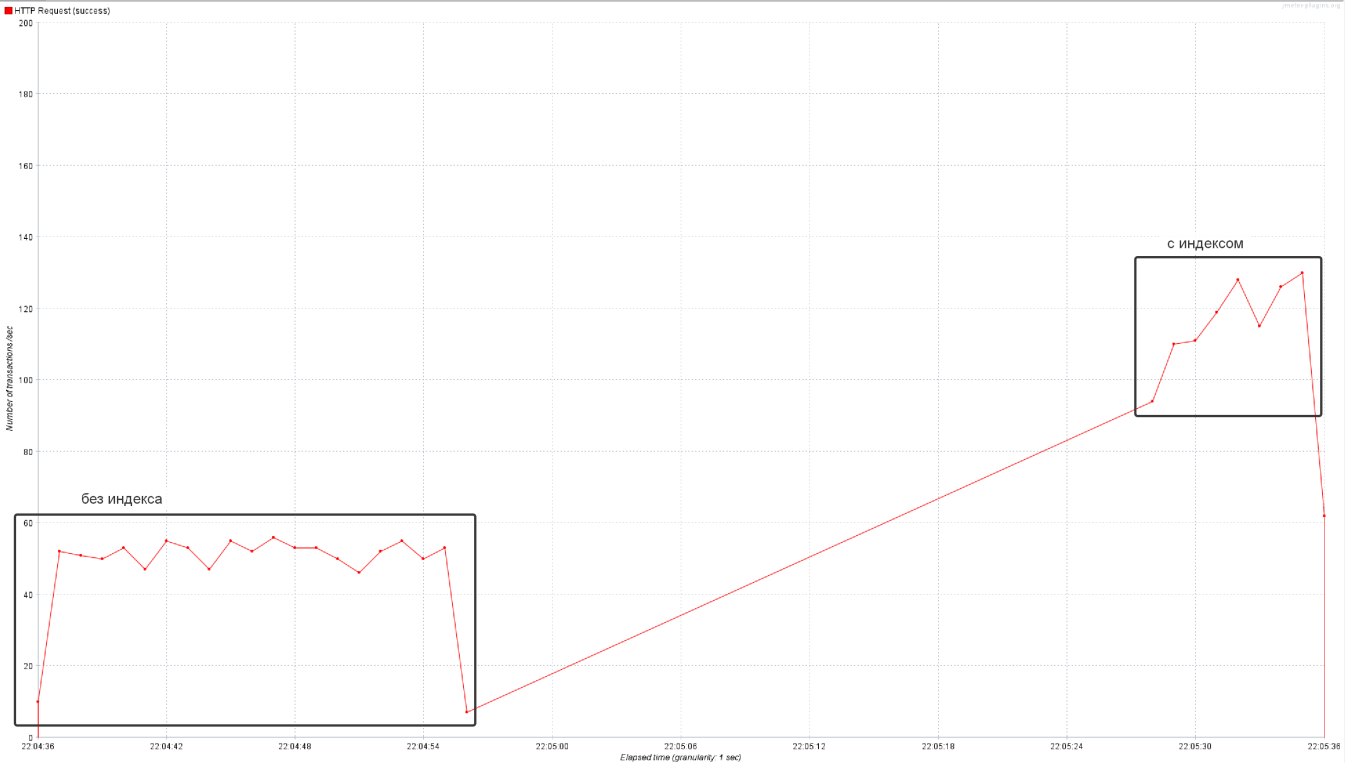 HTTP Request (success)
jmeter-plugins.org
200
180
160
140
с индексом
120
100
Number of transactions /sec
80
без индекса
60
40
20
0
22:04:36 22:04:42 22:04:48 22:04:54 22:05:00 22:05:06 22:05:12 22:05:18 22:05:24 22:05:30 22:05:36
Elapsed time (granularity: 1 sec)